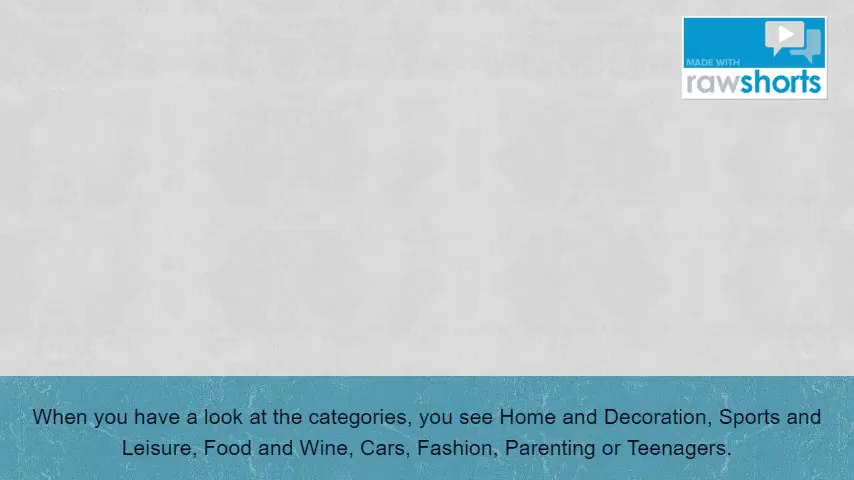 MADE WITH
rawshorts
When you have a look at the categories, you see Home and Decoration, Sports and
Leisure, Food and Wine, Cars, Fashion, Parenting or Teenagers.